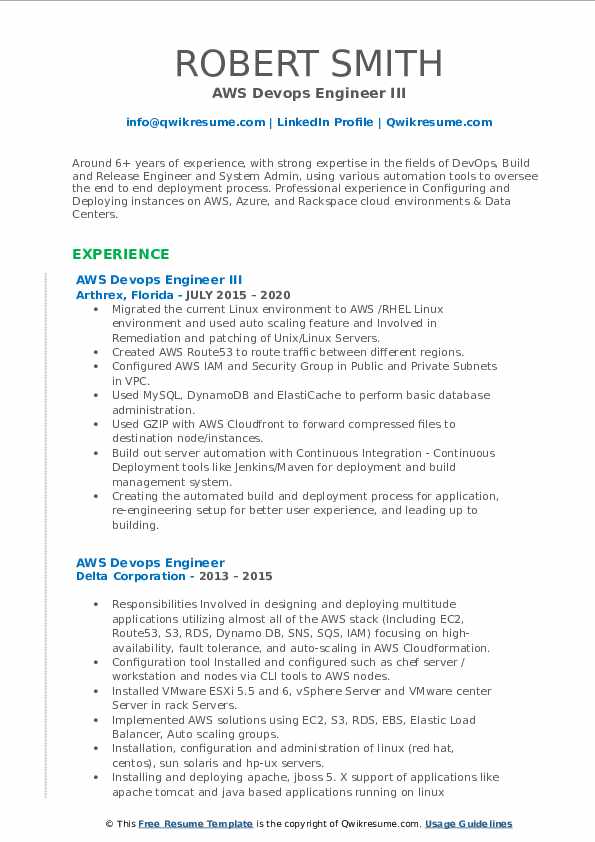 ROBERT SMITH
AWS Devops Engineer III
info@qwikresume.com | LinkedIn Profile | Qwikresume.com
Around 6+ years of experience, with strong expertise in the fields of DevOps, Build
and Release Engineer and System Admin, using various automation tools to oversee
the end to end deployment process. Professional experience in Configuring and
Deploying instances on AWS, Azure, and Rackspace cloud environments & Data
Centers.
EXPERIENCE
AWS Devops Engineer III
Arthrex, Florida - JULY 2015 – 2020
• Migrated the current Linux environment to AWS /RHEL Linux
environment and used auto scaling feature and Involved in
Remediation and patching of Unix/Linux Servers.
• Created AWS Route53 to route traffic between different regions.
• Configured AWS IAM and Security Group in Public and Private Subnets
in VPC.
• Used MySQL, DynamoDB and ElastiCache to perform basic database
administration.
• Used GZIP with AWS Cloudfront to forward compressed files to
destination node/instances.
• Build out server automation with Continuous Integration - Continuous
Deployment tools like Jenkins/Maven for deployment and build
management system.
• Creating the automated build and deployment process for application,
re-engineering setup for better user experience, and leading up to
building.
AWS Devops Engineer
Delta Corporation - 2013 – 2015
• Responsibilities Involved in designing and deploying multitude
applications utilizing almost all of the AWS stack (Including EC2,
Route53, S3, RDS, Dynamo DB, SNS, SQS, IAM) focusing on high-
availability, fault tolerance, and auto-scaling in AWS Cloudformation.
• Configuration tool Installed and configured such as chef server /
workstation and nodes via CLI tools to AWS nodes.
• Installed VMware ESXi 5.5 and 6, vSphere Server and VMware center
Server in rack Servers.
• Implemented AWS solutions using EC2, S3, RDS, EBS, Elastic Load
Balancer, Auto scaling groups.
• Installation, configuration and administration of linux (red hat,
centos), sun solaris and hp-ux servers.
• Installing and deploying apache, jboss 5. X support of applications like
apache tomcat and java based applications running on linux
© This Free Resume Template is the copyright of Qwikresume.com. Usage Guidelines